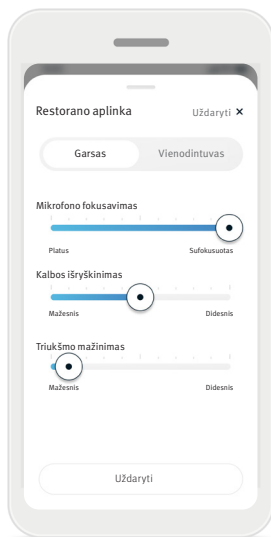 Restorano aplinka
Uždaryti ×
Garsas Vienodintuvas
Mikrofono fokusavimas
Platus Sufokusuotas
Kalbos išryškinimas
Mažesnis Didesnis
Triukšmo mažinimas
Mažesnis Didesnis
Uždaryti